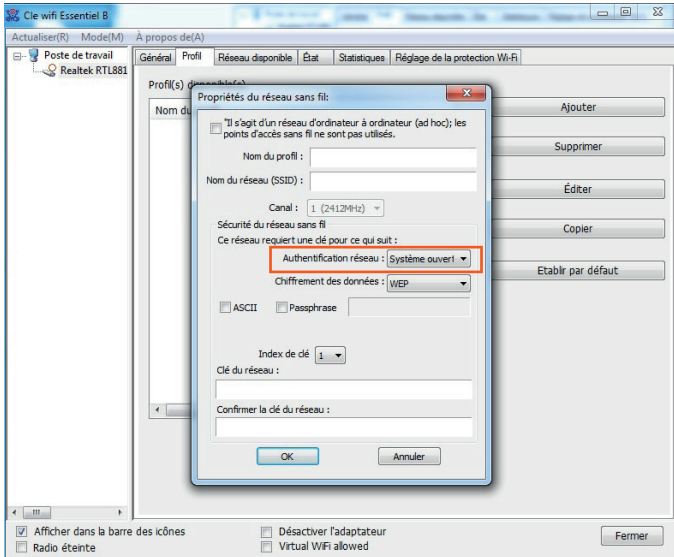 Cle wifi Essentiel B
Actualiser(R) Mode(M) À propos de(A)
Poste de travail
Realtek RTL881
Général Profil Réseau disponible État Statistiques Réglage de la protection Wi-Fi
Profil(s)
Nom du
Ajouter
Supprimer
Éditer
Copier
Etablir par défaut
Propriétés du réseau sans fil:
"Il s'agit d'un réseau d'ordinateur à ordinateur (ad hoc); les
points d'accès sans fil ne sont pas utilisés.
Nom du profil :
Nom du réseau (SSID) :
Canal : 1 (2412MHz)
Sécurité du réseau sans fil
Ce réseau requiert une clé pour ce qui suit :
Authentification réseau : Système ouvert
Chiffrement des données : WEP
ASCII Passphrase
Index de clé 1
Clé du réseau :
Confirmer la clé du réseau :
OK Annuler
Afficher dans la barre des icônes
Désactiver l'adaptateur
Radio éteinte
Virtual WiFi allowed
Fermer